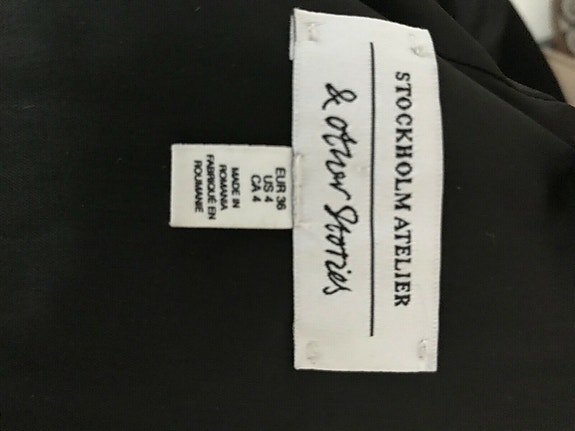 STOCKHOLM ATELIER
& other Stories
EUR 36
US 4
CA 4
MADE IN
ROMANIA
FABRIQUÉ EN
ROUMANIE